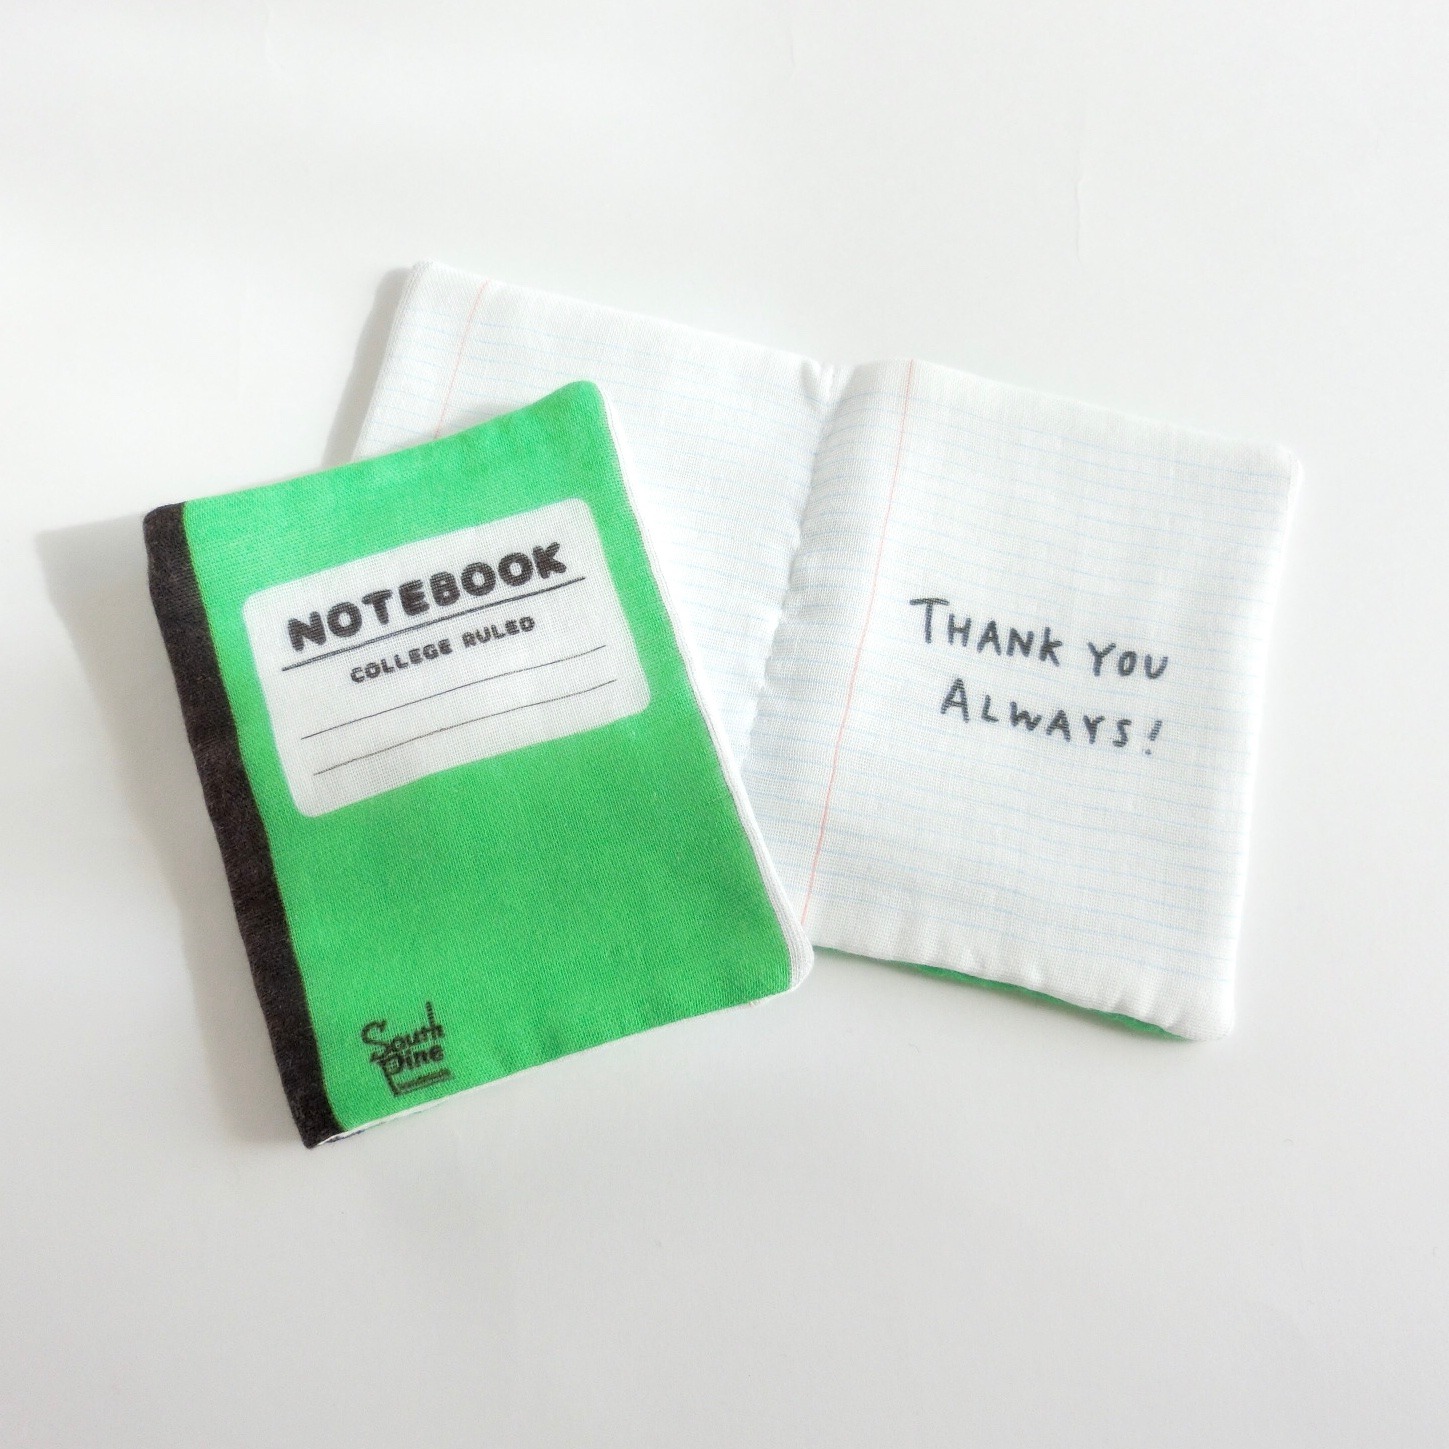 NOTEBOOK
COLLEGE RULED
South
Pine
THANK YOU
ALWAYS!